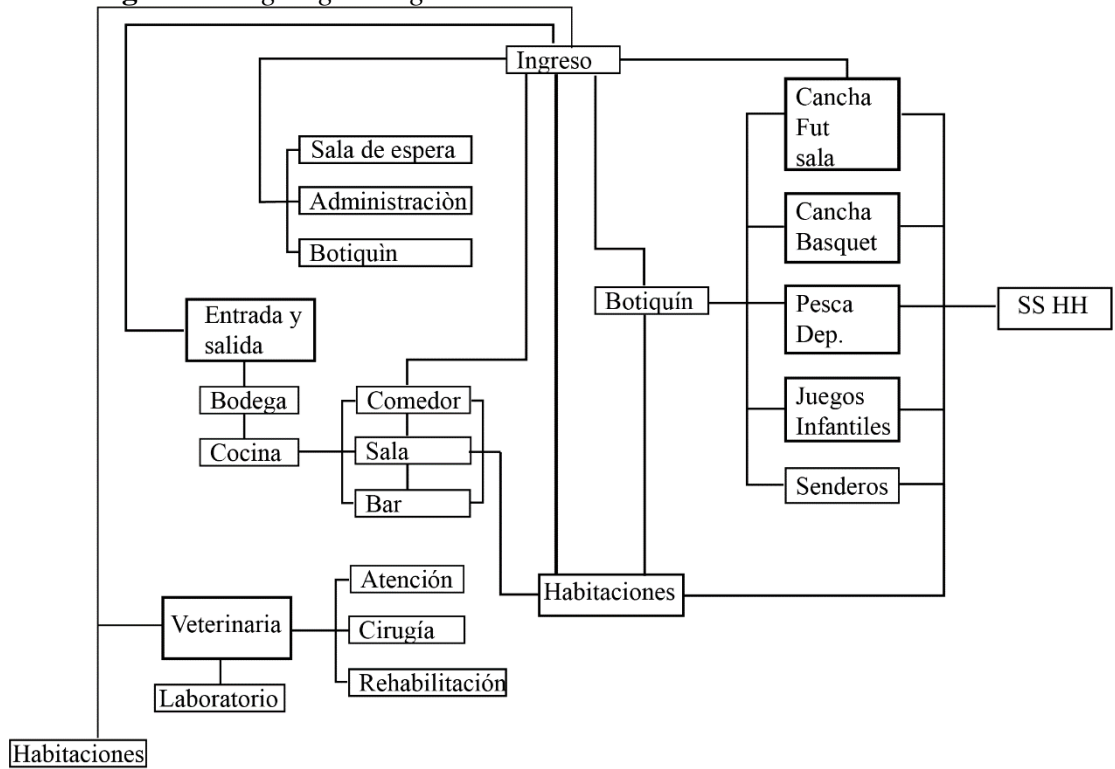 Ingreso
Cancha
Fut
sala
Sala de espera
Administraciòn
Botiquìn
Cancha
Basquet
Botiquín
Pesca
Dep.
SS HH
Entrada y
salida
Bodega
Comedor
Juegos
Infantiles
Cocina
Sala
Senderos
Bar
Atención
Habitaciones
Veterinaria
Cirugía
Rehabilitación
Laboratorio
Habitaciones